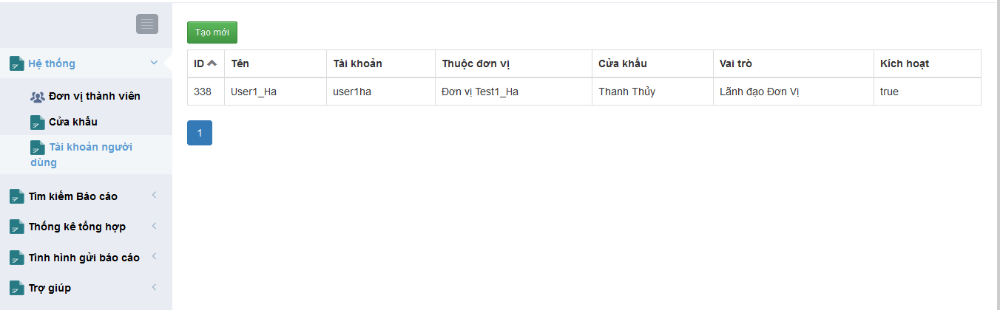 Hệ thống
Đơn vị thành viên
Cửa khẩu
Tài khoản người
dùng
Tìm kiếm Báo cáo
Thống kê tổng hợp
Tình hình gửi báo cáo
Trợ giúp
Tạo mới
ID Tên Tài khoản Thuộc đơn vị Cửa khẩu Vai trò Kích hoạt
338 User1_Ha user1ha Đơn vị Test1_Ha Thanh Thủy Lãnh đạo Đơn Vị true
1